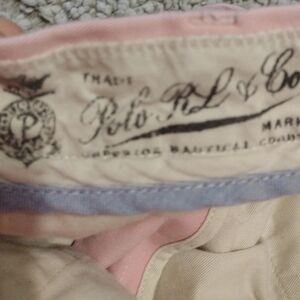 TRADE
Polo RL & Co
MARK
SUPERIOR NAUTICAL GOODS
P